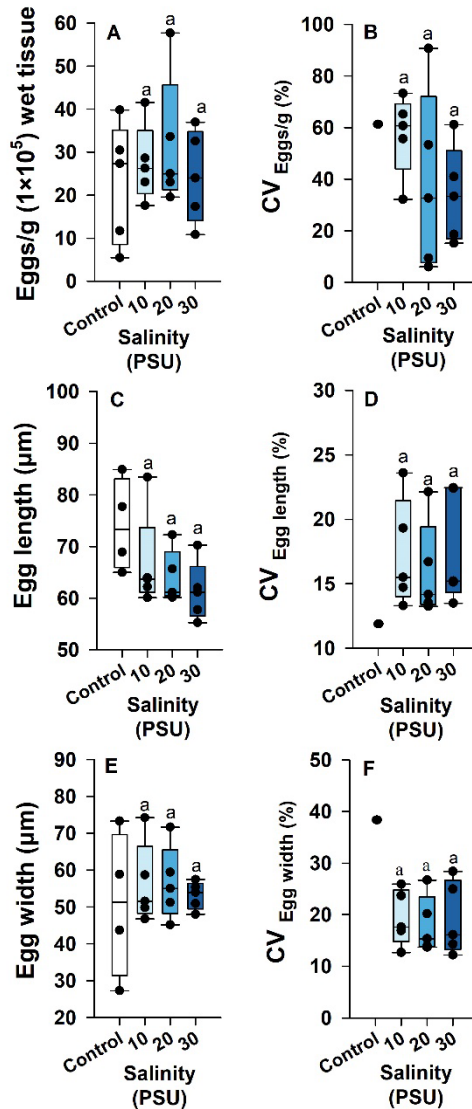 A
Eggs/g (1×10⁵) wet tissue
60
50
40
30
20
10
0
a
a
a
Control
10
20
30
Salinity
(PSU)
B
CV Eggs/g (%)
100
80
60
40
20
0
a
a
a
Control
10
20
30
Salinity
(PSU)
C
Egg length (µm)
100
90
80
70
60
50
a
a
a
Control
10
20
30
Salinity
(PSU)
D
CV Egg length (%)
30
25
20
15
10
a
a
a
Control
10
20
30
Salinity
(PSU)
E
Egg width (µm)
90
80
70
60
50
40
30
20
a
a
a
Control
10
20
30
Salinity
(PSU)
F
CV Egg width (%)
50
40
30
20
10
0
a
a
a
Control
10
20
30
Salinity
(PSU)